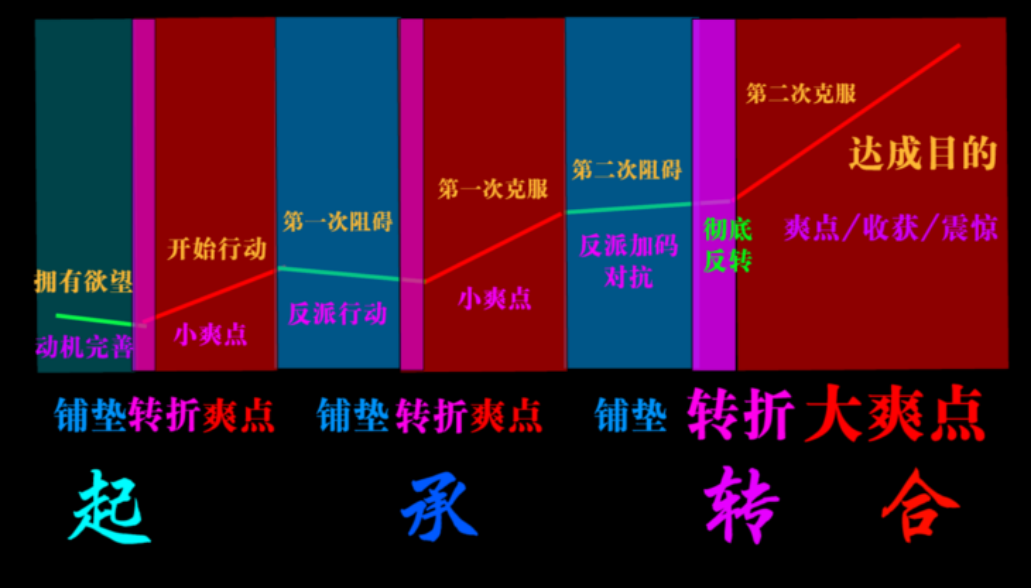 拥有欲望
动机完善
开始行动
小爽点
第一次阻碍
反派行动
第一次克服
小爽点
第二次阻碍
反派加码
对抗
彻底
反转
第二次克服
达成目的
爽点/收获/震惊
铺垫转折爽点 铺垫转折爽点 铺垫 转折大爽点
起 承 转 合